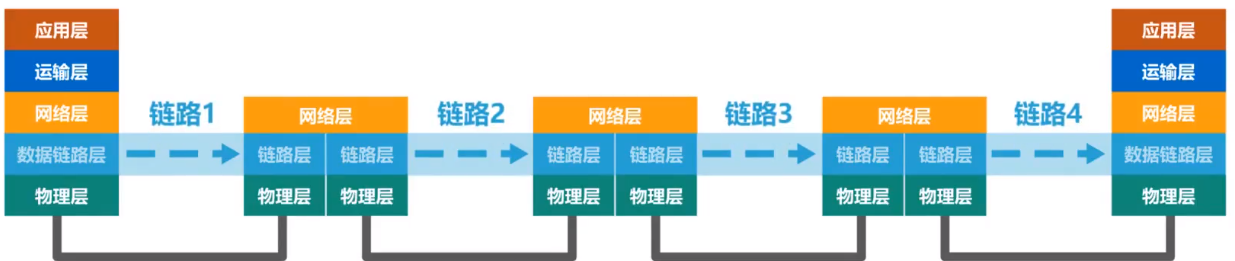 应用层
运输层
网络层
数据链路层
物理层
链路1
网络层
链路层 链路层
物理层 物理层
链路2
网络层
链路层 链路层
物理层 物理层
链路3
网络层
链路层 链路层
物理层 物理层
链路4
应用层
运输层
网络层
数据链路层
物理层